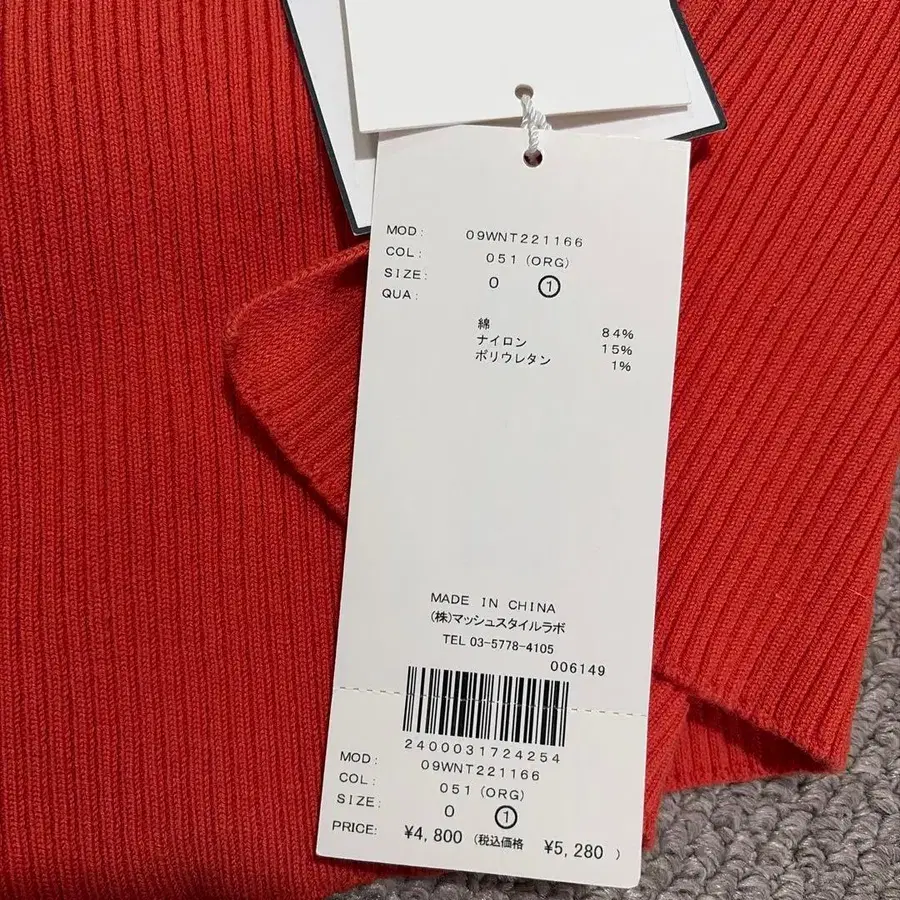 MOD: 09WNT221166
COL: 051 (ORG)
SIZE: 0 ①
QUA:
綿 84%
ナイロン 15%
ポリウレタン 1%
MADE IN CHINA
(株)マッシュスタイルラボ
TEL 03-5778-4105
006149
2400031724254
MOD: 09WNT221166
COL: 051 (ORG)
SIZE: 0 ①
PRICE: ¥4,800 (税込価格 ¥5,280 )